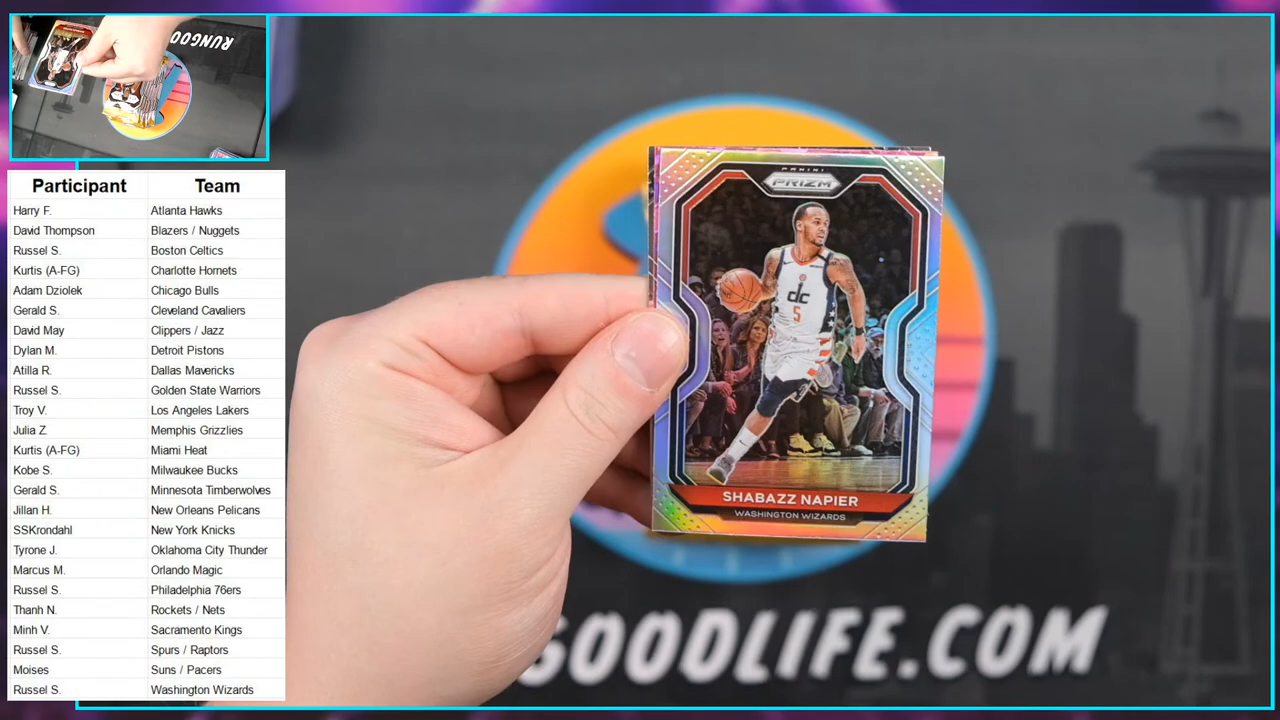 RUNGOOD
Participant Team
Harry F. Atlanta Hawks
David Thompson Blazers / Nuggets
Russel S. Boston Celtics
Kurtis (A-FG) Charlotte Hornets
Adam Dziolek Chicago Bulls
Gerald S. Cleveland Cavaliers
David May Clippers / Jazz
Dylan M. Detroit Pistons
Atilla R. Dallas Mavericks
Russel S. Golden State Warriors
Troy V. Los Angeles Lakers
Julia Z. Memphis Grizzlies
Kurtis (A-FG) Miami Heat
Kobe S. Milwaukee Bucks
Gerald S. Minnesota Timberwolves
Jillan H. New Orleans Pelicans
SSKrondahl New York Knicks
Tyrone J. Oklahoma City Thunder
Marcus M. Orlando Magic
Russel S. Philadelphia 76ers
Thanh N. Rockets / Nets
Minh V. Sacramento Kings
Russel S. Spurs / Raptors
Moises Suns / Pacers
Russel S. Washington Wizards
PANINI
PRIZM
dc
5
SHABAZZ NAPIER
WASHINGTON WIZARDS
GOODLIFE.COM